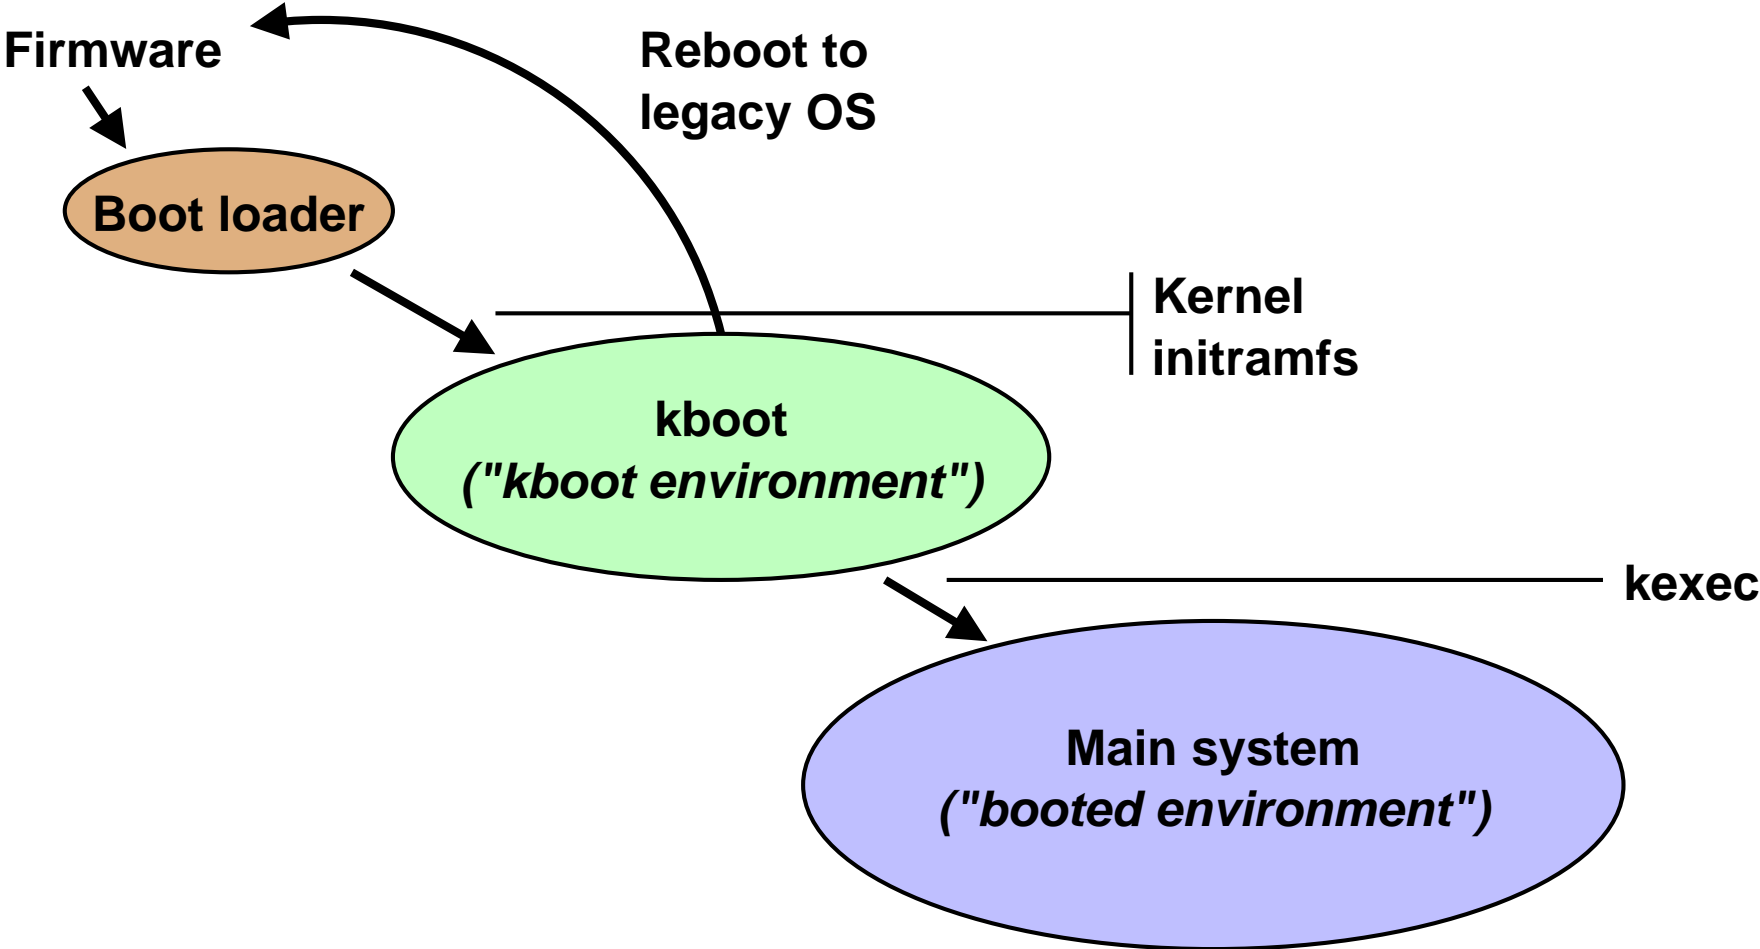 Firmware
Reboot to
legacy OS
Boot loader
Kernel
initramfs
kboot
("kboot environment")
kexec
Main system
("booted environment")